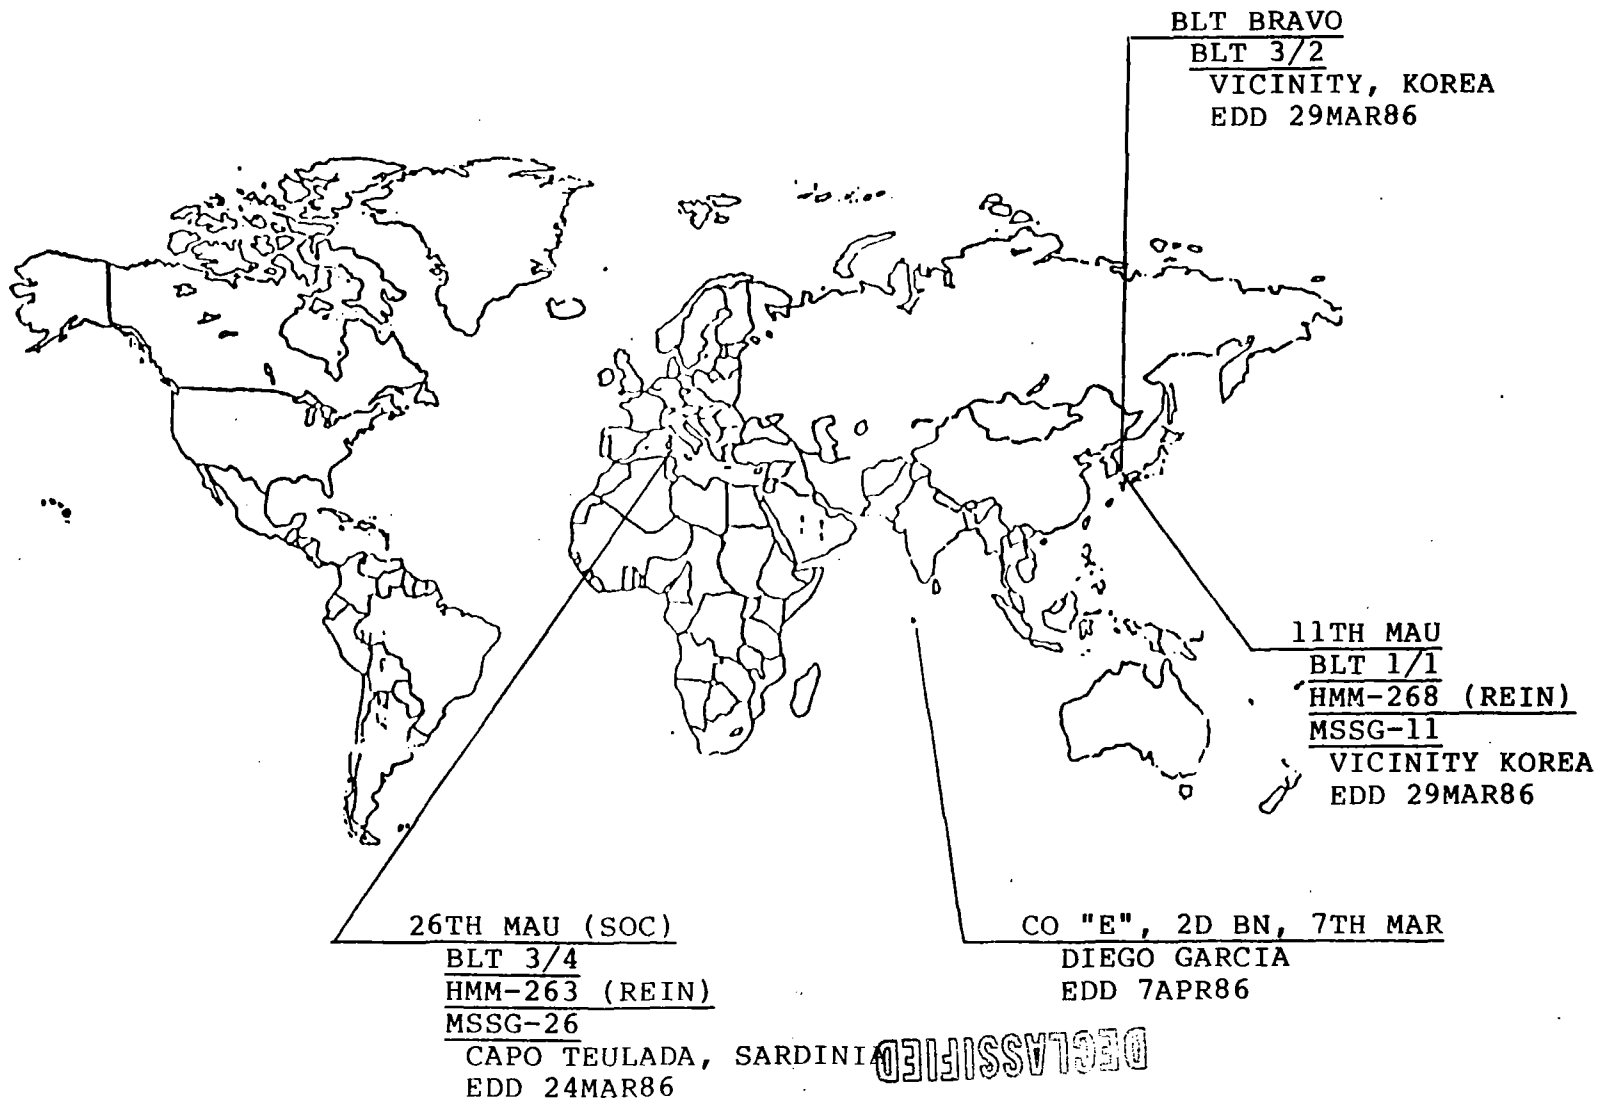 BLT BRAVO
BLT 3/2
VICINITY, KOREA
EDD 29MAR86
11TH MAU
BLT 1/1
HMM-268 (REIN)
MSSG-11
VICINITY KOREA
EDD 29MAR86
26TH MAU (SOC)
BLT 3/4
HMM-263 (REIN)
MSSG-26
CAPO TEULADA, SARDINIA
EDD 24MAR86
CO "E", 2D BN, 7TH MAR
DIEGO GARCIA
EDD 7APR86
DECLASSIFIED